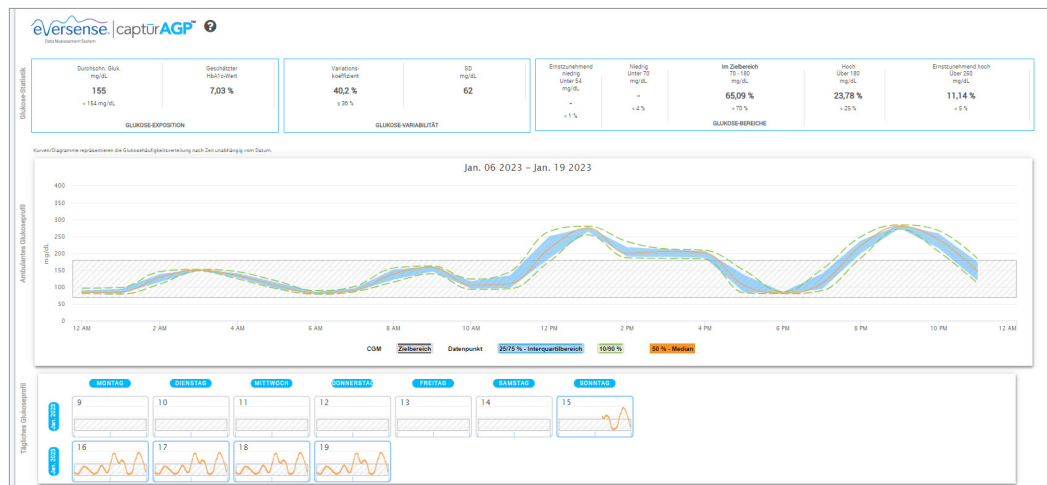 eversense. | captūrAGP™ ?
Data Management System
Glukose-Statistik
Durchschn. Gluk.
mg/dL
155
< 154 mg/dL
Geschätzter
HbA1c-Wert
7,03 %
GLUKOSE-EXPOSITION
Variations-
koeffizient
40,2 %
≤ 36 %
SD
mg/dL
62
GLUKOSE-VARIABILITÄT
Ernstzunehmend
niedrig
Unter 54
mg/dL
-
< 1 %
Niedrig
Unter 70
mg/dL
-
< 4 %
Im Zielbereich
70 - 180
mg/dL
65,09 %
> 70 %
Hoch
Über 180
mg/dL
23,78 %
< 25 %
Ernstzunehmend hoch
Über 250
mg/dL
11,14 %
< 5 %
GLUKOSE-BEREICHE
Kurven/Diagramme repräsentieren die Glukosehäufigkeitsverteilung nach Zeit unabhängig vom Datum.
Ambulantes Glukoseprofil
Jan. 06 2023 – Jan. 19 2023
mg/dL
400
350
300
250
200
150
100
50
0
12 AM 2 AM 4 AM 6 AM 8 AM 10 AM 12 PM 2 PM 4 PM 6 PM 8 PM 10 PM 12 AM
CGM Zielbereich Datenpunkt 25/75 % - Interquartilbereich 10/90 % 50 % - Median
Tägliches Glukoseprofil
MONTAG DIENSTAG MITTWOCH DONNERSTAG FREITAG SAMSTAG SONNTAG
Jan. 2023
9 10 11 12 13 14 15
Jan. 2023
16 17 18 19